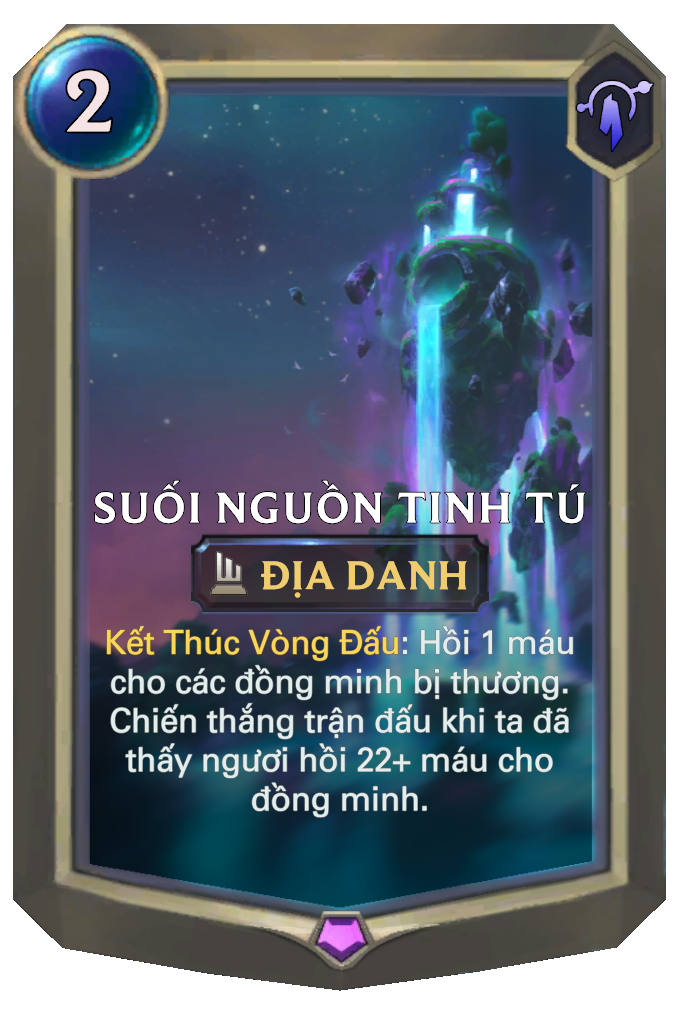 2
SUỐI NGUỒN TINH TÚ
ĐỊA DANH
Kết Thúc Vòng Đấu: Hồi 1 máu
cho các đồng minh bị thương.
Chiến thắng trận đấu khi ta đã
thấy ngươi hồi 22+ máu cho
đồng minh.